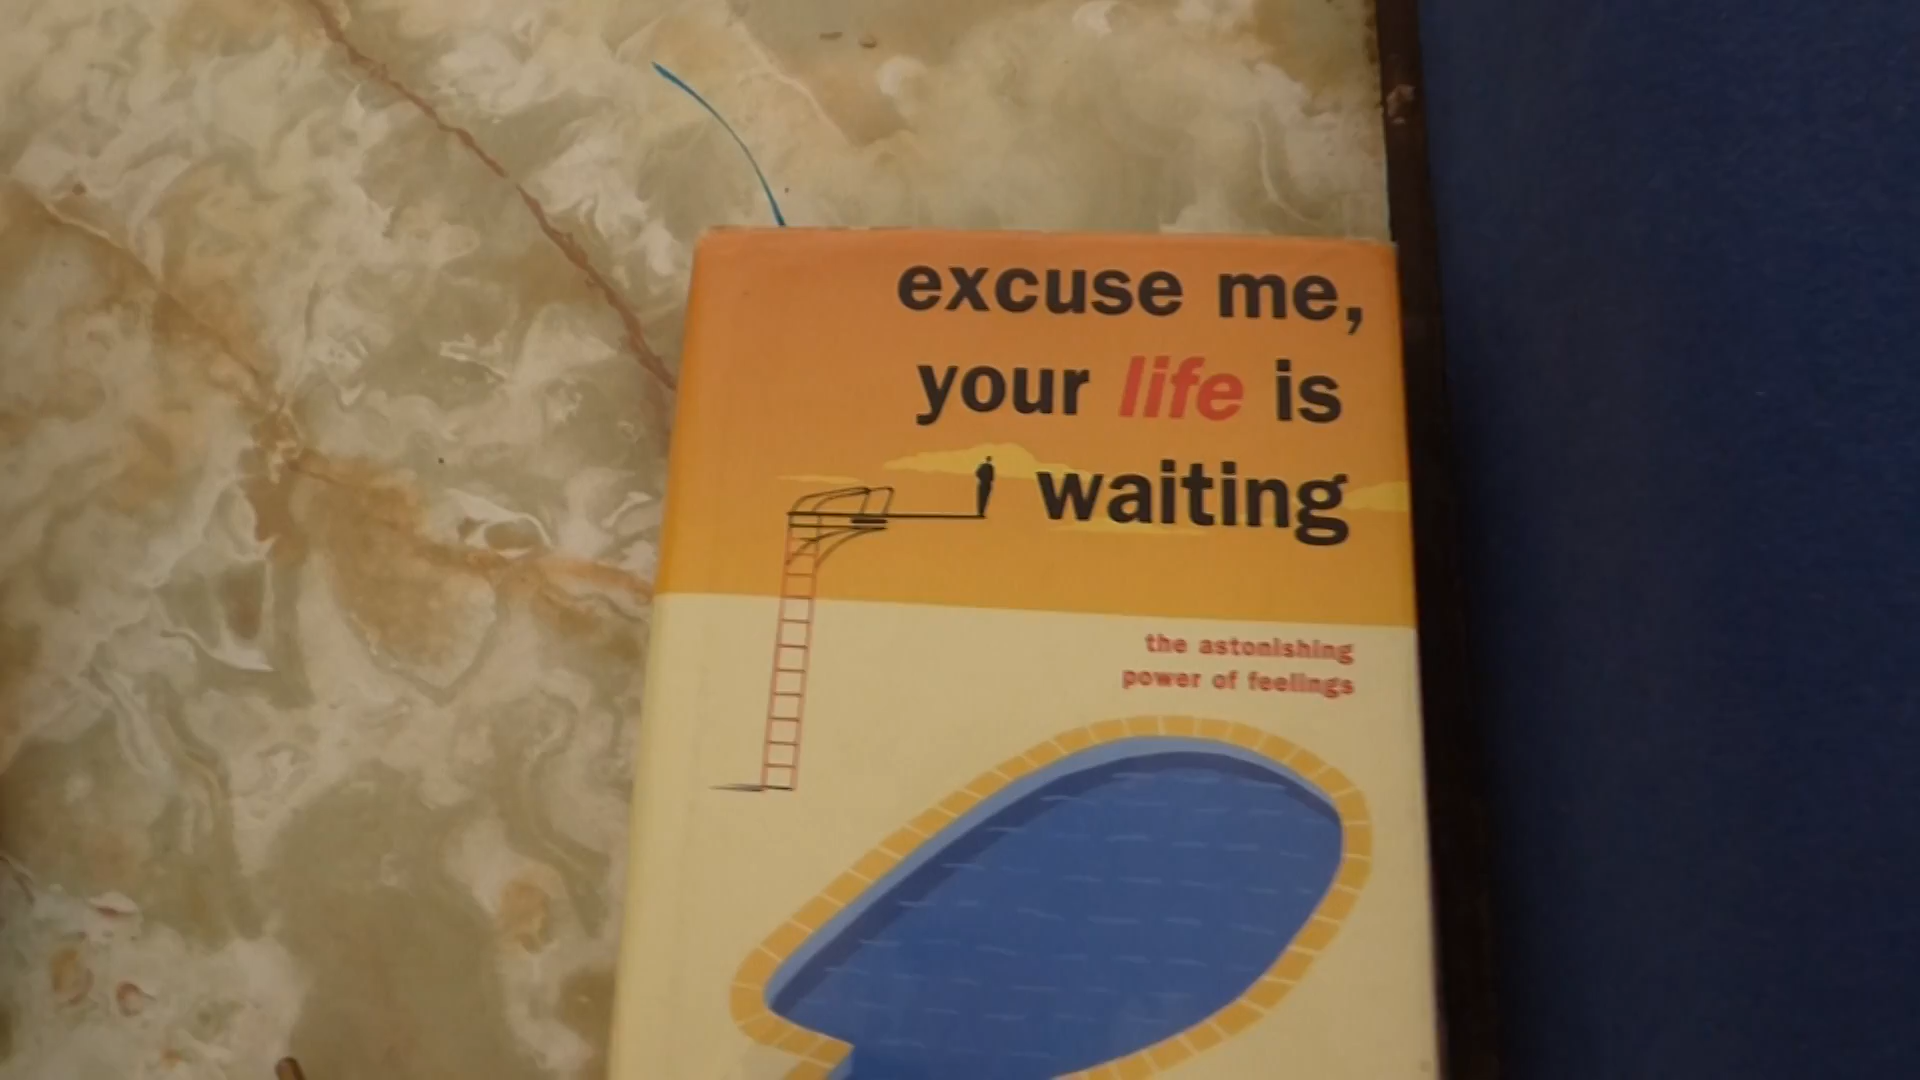 excuse me,
your life is
waiting
the astonishing
power of feelings